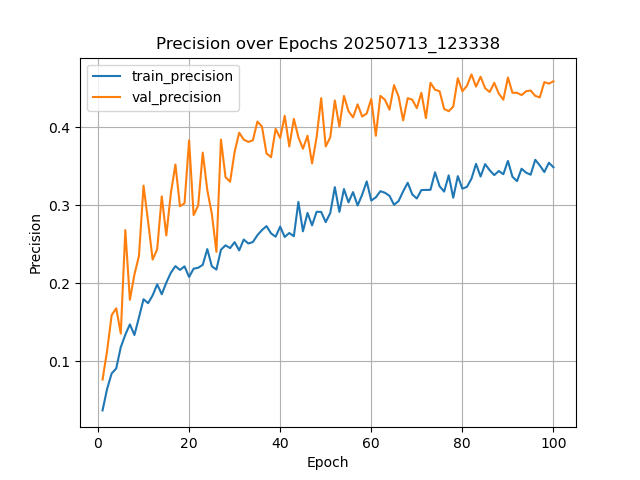 Precision over Epochs 20250713_123338
train_precision
val_precision
0.4
0.3
0.2
0.1
Precision
0 20 40 60 80 100
Epoch